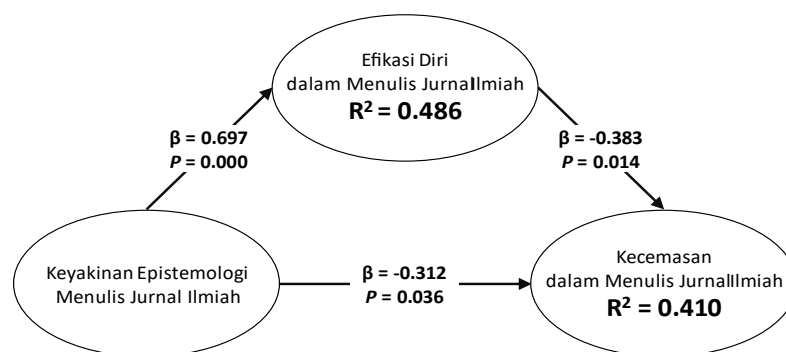 Efikasi Diri
dalam Menulis JurnalIlmiah
R² = 0.486
β = 0.697
P = 0.000
β = -0.383
P = 0.014
Keyakinan Epistemologi
Menulis Jurnal Ilmiah
β = -0.312
P = 0.036
Kecemasan
dalam Menulis JurnalIlmiah
R² = 0.410